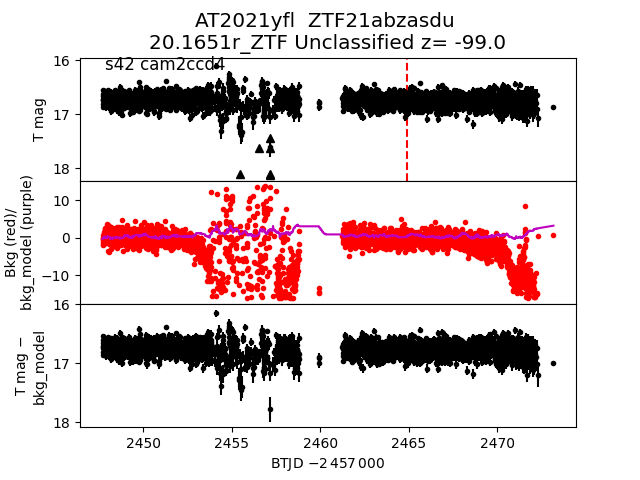 AT2021yfl  ZTF21abzasdu
20.1651r_ZTF Unclassified z= -99.0
s42 cam2ccd4
16
17
18
T mag
10
0
−10
Bkg (red)/
bkg_model (purple)
16
17
18
T mag −
bkg_model
2450
2455
2460
2465
2470
BTJD −2 457 000